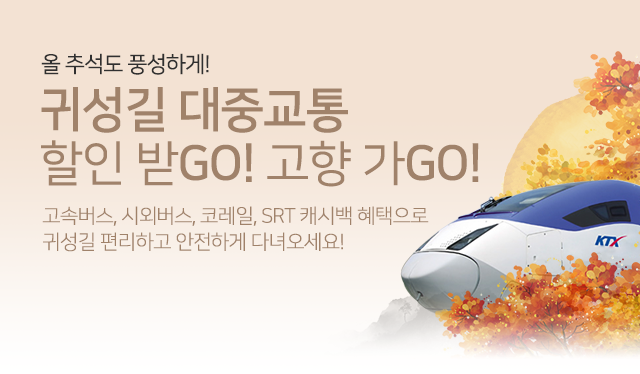 올 추석도 풍성하게!
귀성길 대중교통
할인 받GO! 고향 가GO!
고속버스, 시외버스, 코레일, SRT 캐시백 혜택으로
귀성길 편리하고 안전하게 다녀오세요!
KTX